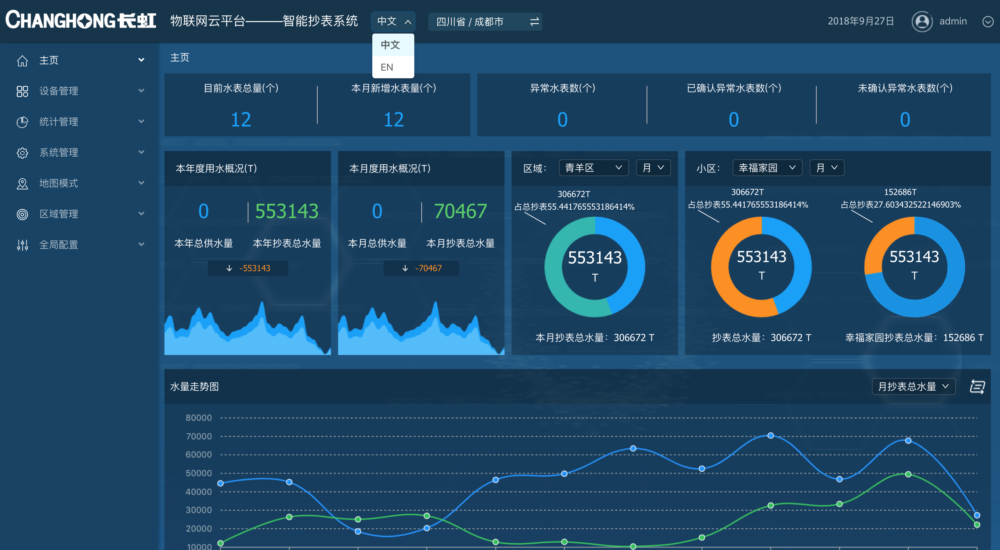 CHANGHONG长虹
物联网云平台———智能抄表系统
中文
四川省 / 成都市
2018年9月27日
admin
中文
EN
主页
设备管理
统计管理
系统管理
地图模式
区域管理
全局配置
主页
目前水表总量(个)
12
本月新增水表量(个)
12
异常水表数(个)
0
已确认异常水表数(个)
0
未确认异常水表数(个)
0
本年度用水概况(T)
0
553143
本年总供水量
本年抄表总水量
-553143
本月度用水概况(T)
0
70467
本月总供水量
本月抄表总水量
-70467
区域：
青羊区
月
306672T
占总抄表55.441765553186414%
553143
T
本月抄表总水量：306672 T
小区：
幸福家园
月
306672T
占总抄表55.441765553186414%
553143
T
抄表总水量：306672 T
152686T
占总抄表27.603432522146903%
553143
T
幸福家园抄表总水量：152686 T
水量走势图
月抄表总水量
80000
70000
60000
50000
40000
30000
20000
10000